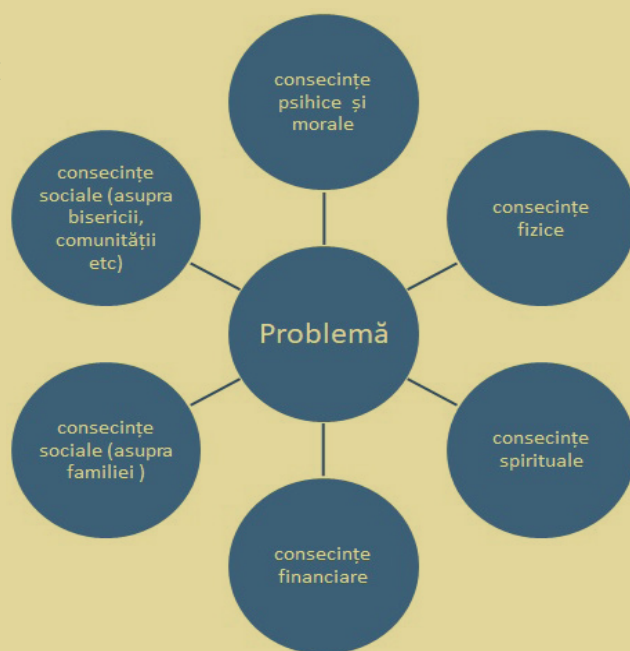 consecințe
psihice și
morale
consecințe
fizice
consecințe
spirituale
consecințe
financiare
consecințe
sociale (asupra
familiei )
consecințe
sociale (asupra
bisericii,
comunității
etc)
Problemă